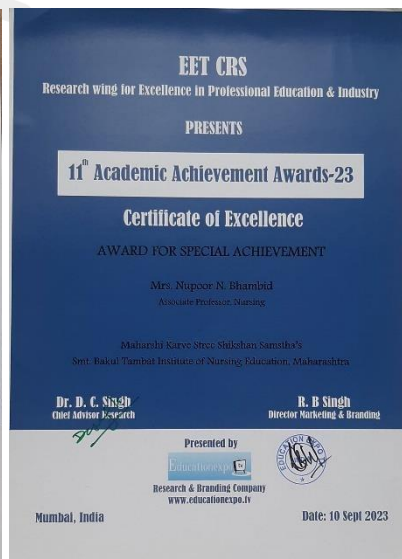 EET CRS
Research wing for Excellence in Professional Education & Industry
PRESENTS
11th Academic Achievement Awards-23
Certificate of Excellence
AWARD FOR SPECIAL ACHIEVEMENT
Mrs. Nupoor N. Bhambid
Associate Professor, Nursing
Maharshi Karve Stree Shikshan Samstha's
Smt. Bakul Tambat Institute of Nursing Education, Maharashtra
Dr. D. C. Singh
Chief Advisor Research
R. B Singh
Director Marketing & Branding
Presented by
Educationexpo tv
Research & Branding Company
www.educationexpo.tv
EDUCATION EXPO
Mumbai, India
Date: 10 Sept 2023